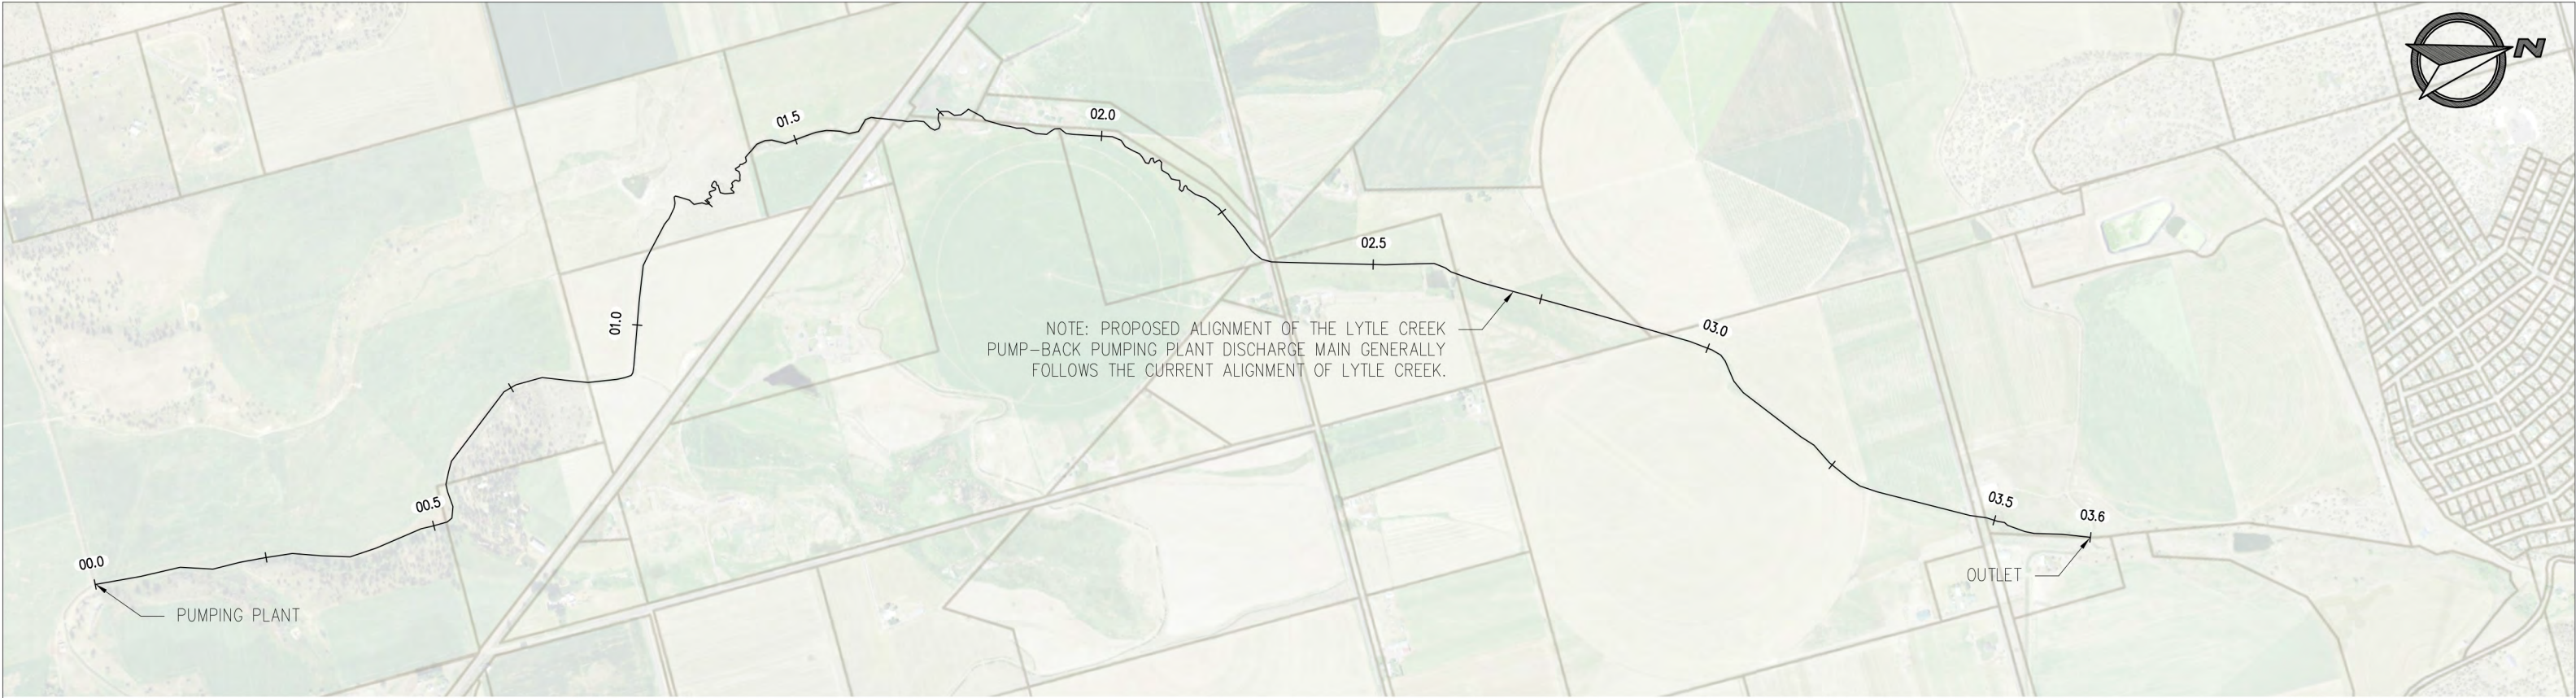 N
01.5
02.0
02.5
01.0
03.0
NOTE: PROPOSED ALIGNMENT OF THE LYTLE CREEK
PUMP-BACK PUMPING PLANT DISCHARGE MAIN GENERALLY
FOLLOWS THE CURRENT ALIGNMENT OF LYTLE CREEK.
00.5
03.5
03.6
00.0
OUTLET
PUMPING PLANT